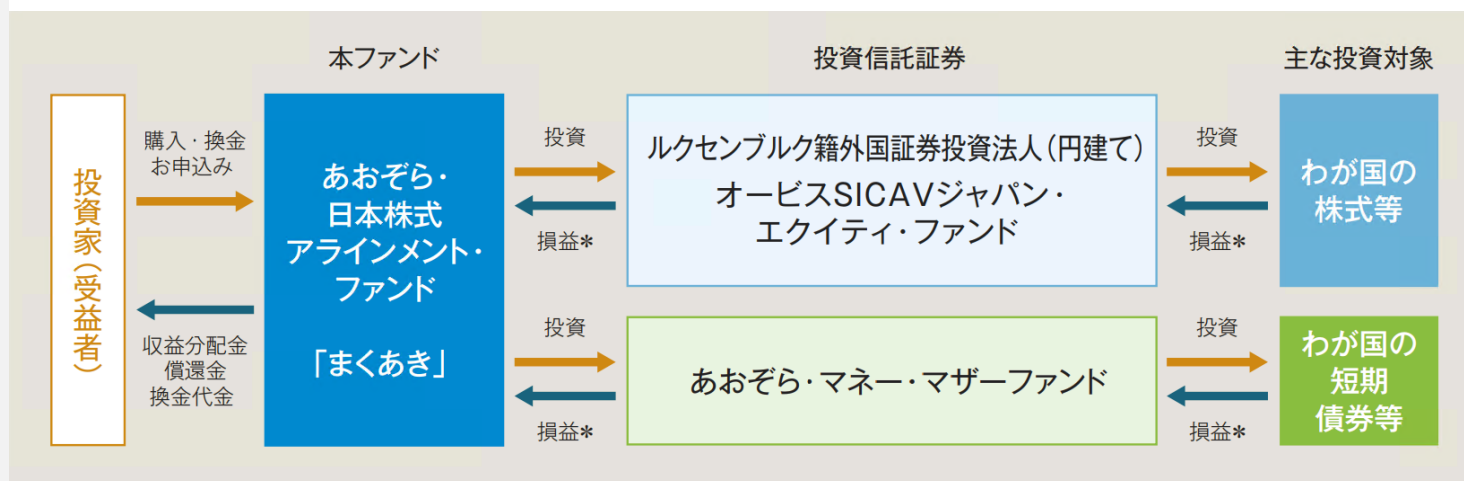 本ファンド
投資信託証券
主な投資対象
投資家(受益者)
購入・換金
お申込み
収益分配金
償還金
換金代金
あおぞら・
日本株式
アラインメント・
ファンド
「まくあき」
投資
損益*
ルクセンブルク籍外国証券投資法人(円建て)
オービスSICAVジャパン・
エクイティ・ファンド
投資
損益*
わが国の
株式等
投資
損益*
あおぞら・マネー・マザーファンド
投資
損益*
わが国の
短期
債券等